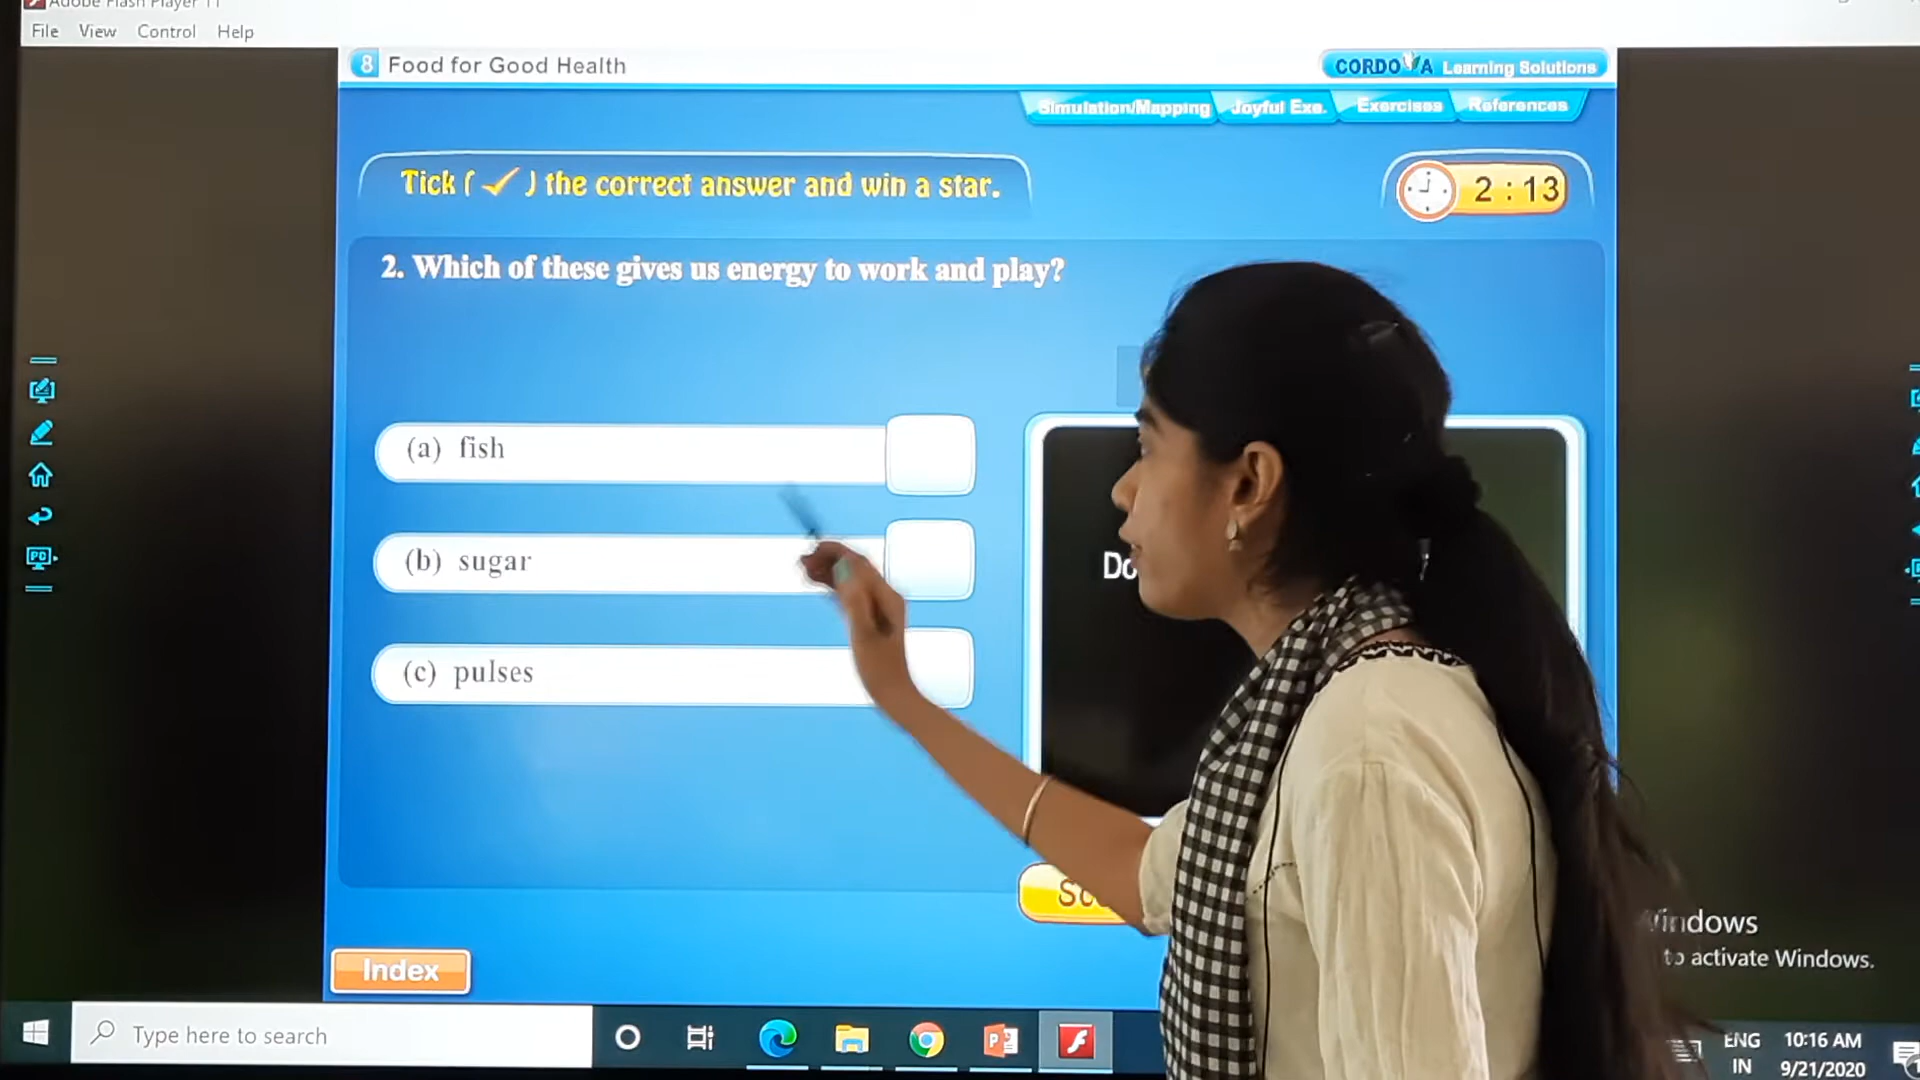 Adobe Flash Player 11
File View Control Help
8 Food for Good Health
CORDOVA Learning Solutions
Simulation/Mapping Joyful Exe. Exercises References
Tick ( ✓ ) the correct answer and win a star.
2 : 13
2. Which of these gives us energy to work and play?
(a) fish
(b) sugar
(c) pulses
Index
Windows
to activate Windows.
Type here to search
ENG
IN
10:16 AM
9/21/2020